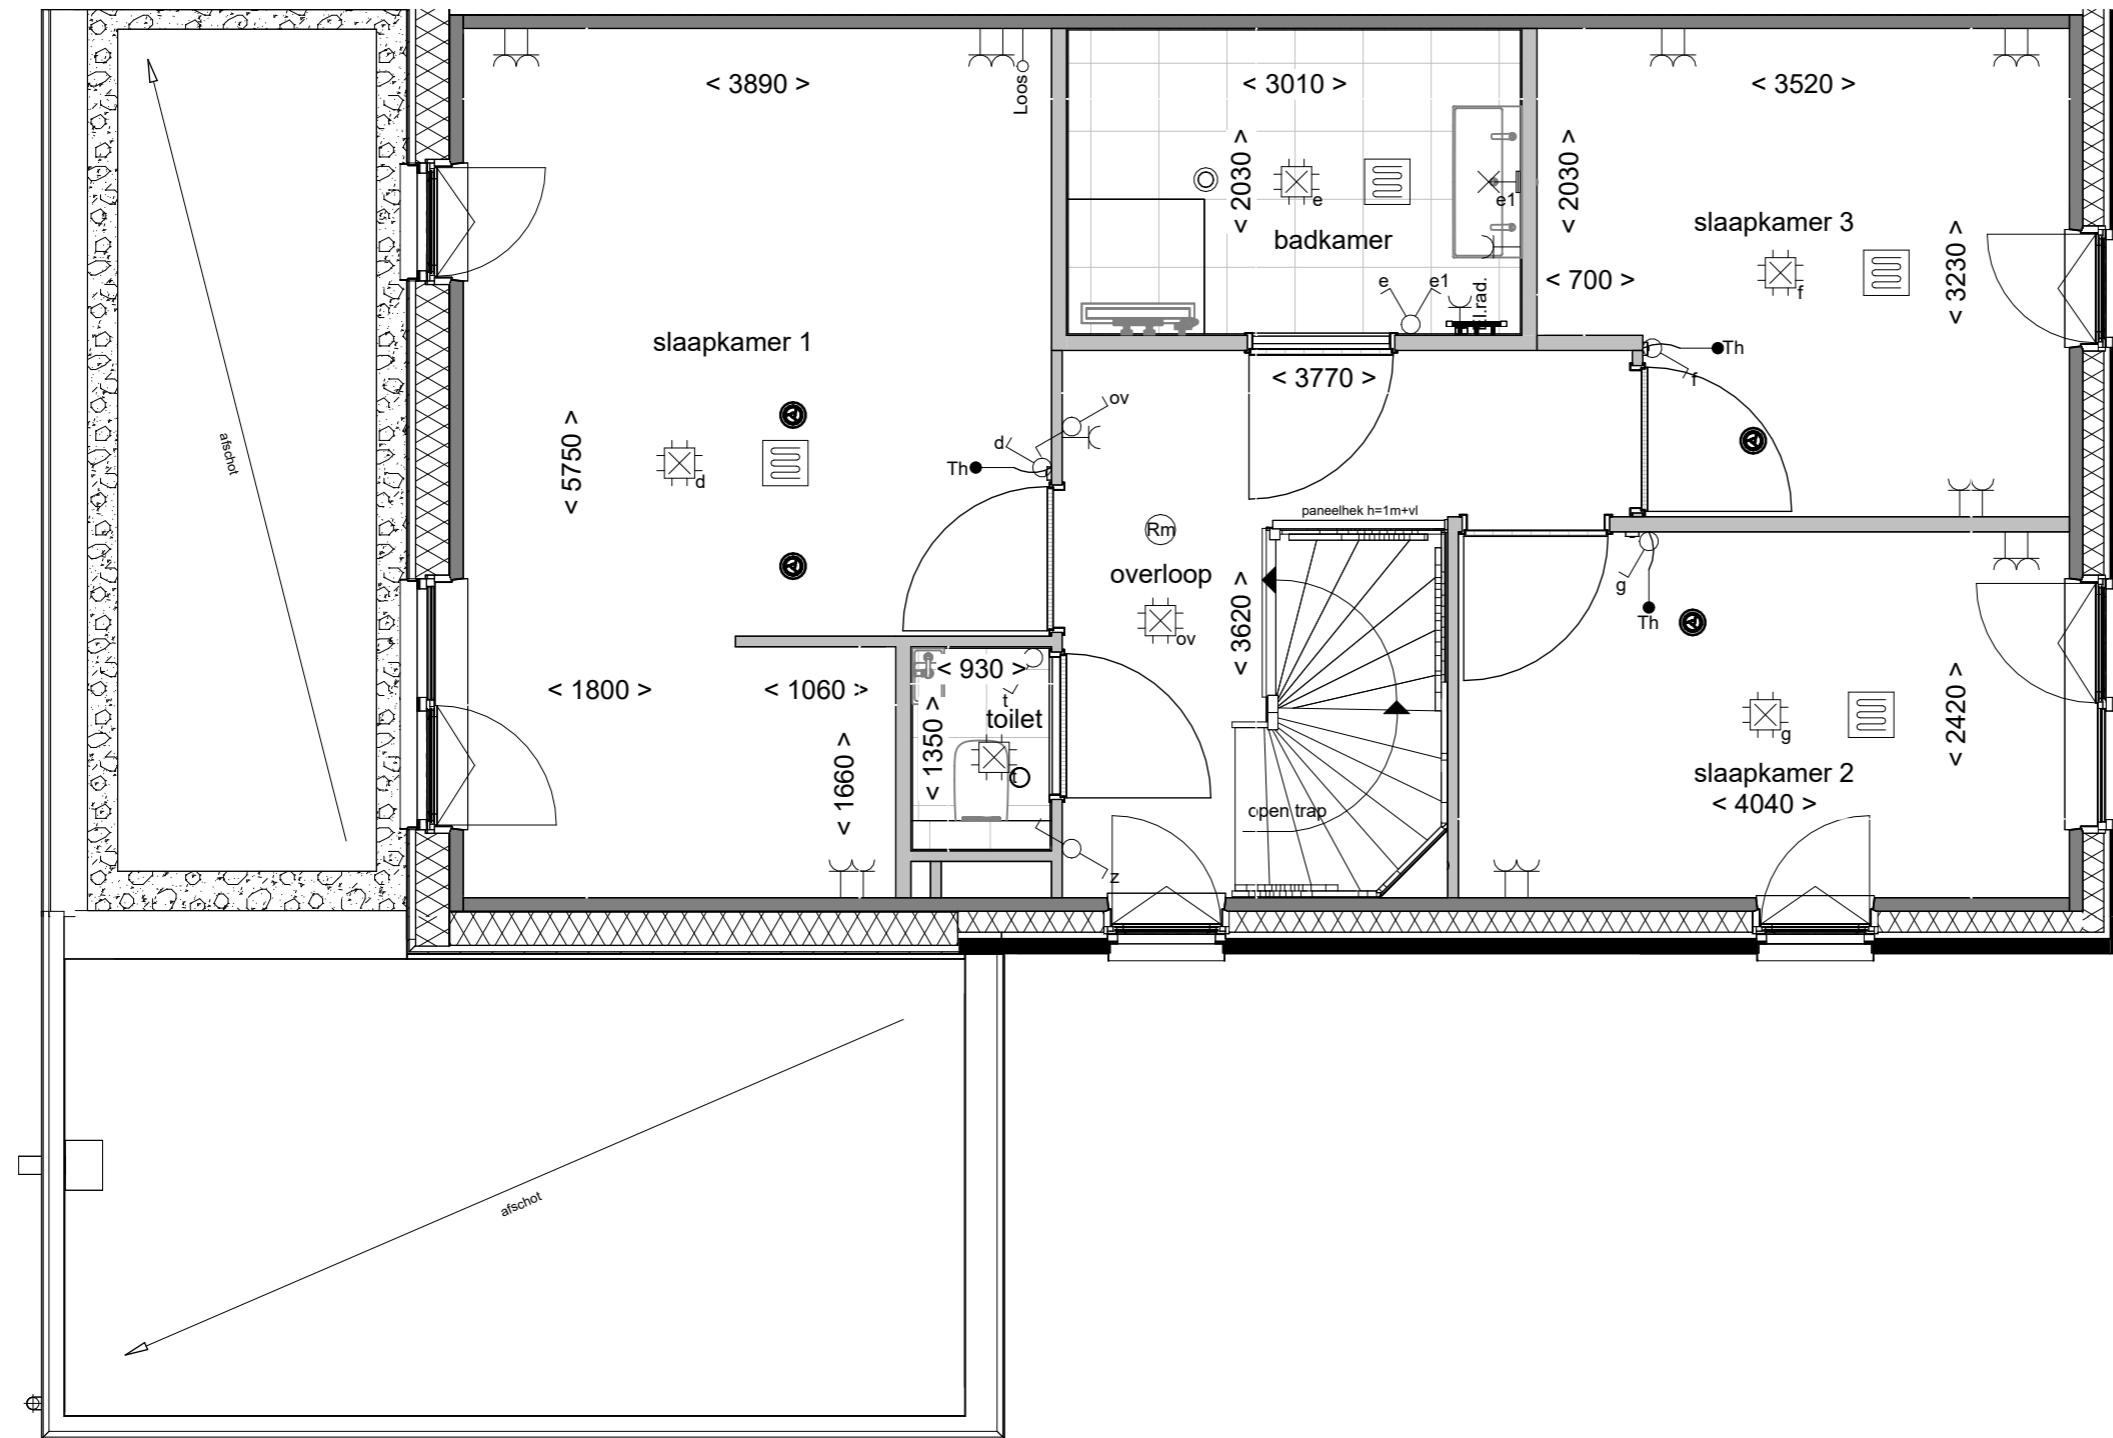 < 3890 >
Loos
< 3010 >
< 3520 >
< 2030 >
e
e1
< 2030 >
badkamer
slaapkamer 3
f
< 3230 >
< 700 >
e
e1
slaapkamer 1
Th
f
< 3770 >
ov
d
Th
afschot
< 5750 >
d
Rm
paneelhek h=1m+vl
overloop
ov
< 3620 >
g
Th
< 930 >
t
toilet
< 1350 >
t
< 1800 >
< 1060 >
< 1660 >
z
open trap
g
slaapkamer 2
< 4040 >
< 2420 >
afschot